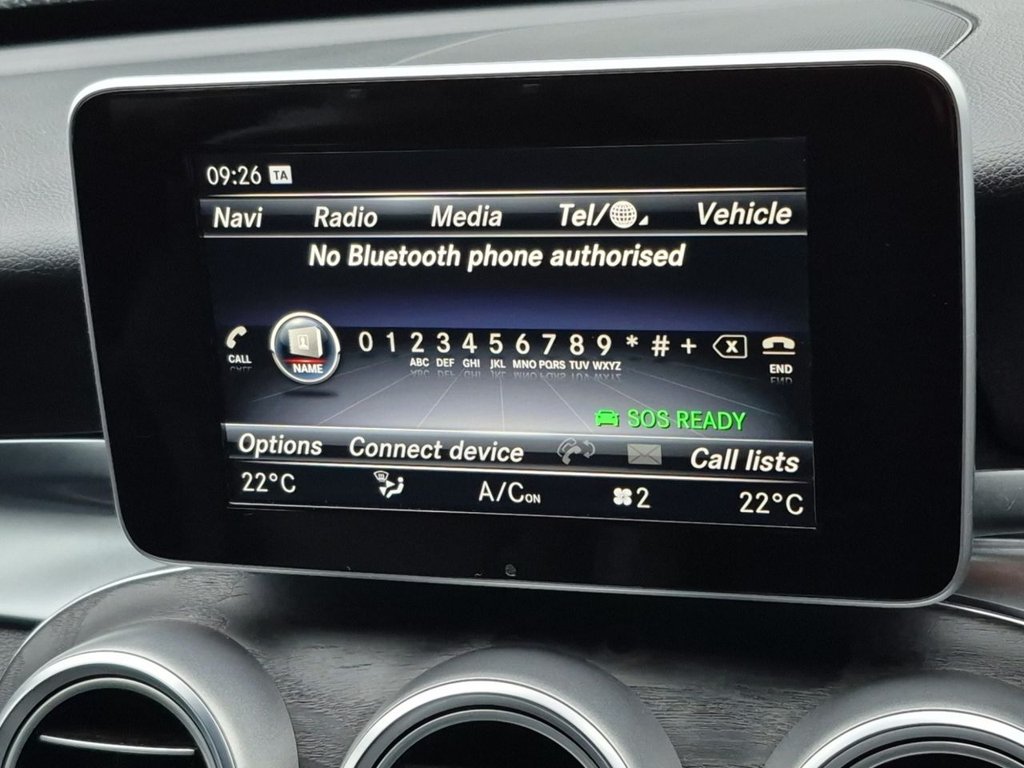 09:26 TA
Navi Radio Media Tel/ Vehicle
No Bluetooth phone authorised
CALL NAME 0 1 2 3 4 5 6 7 8 9 * # + X END
ABC DEF GHI JKL MNO PQRS TUV WXYZ
SOS READY
Options Connect device Call lists
22°C A/C ON 2 22°C